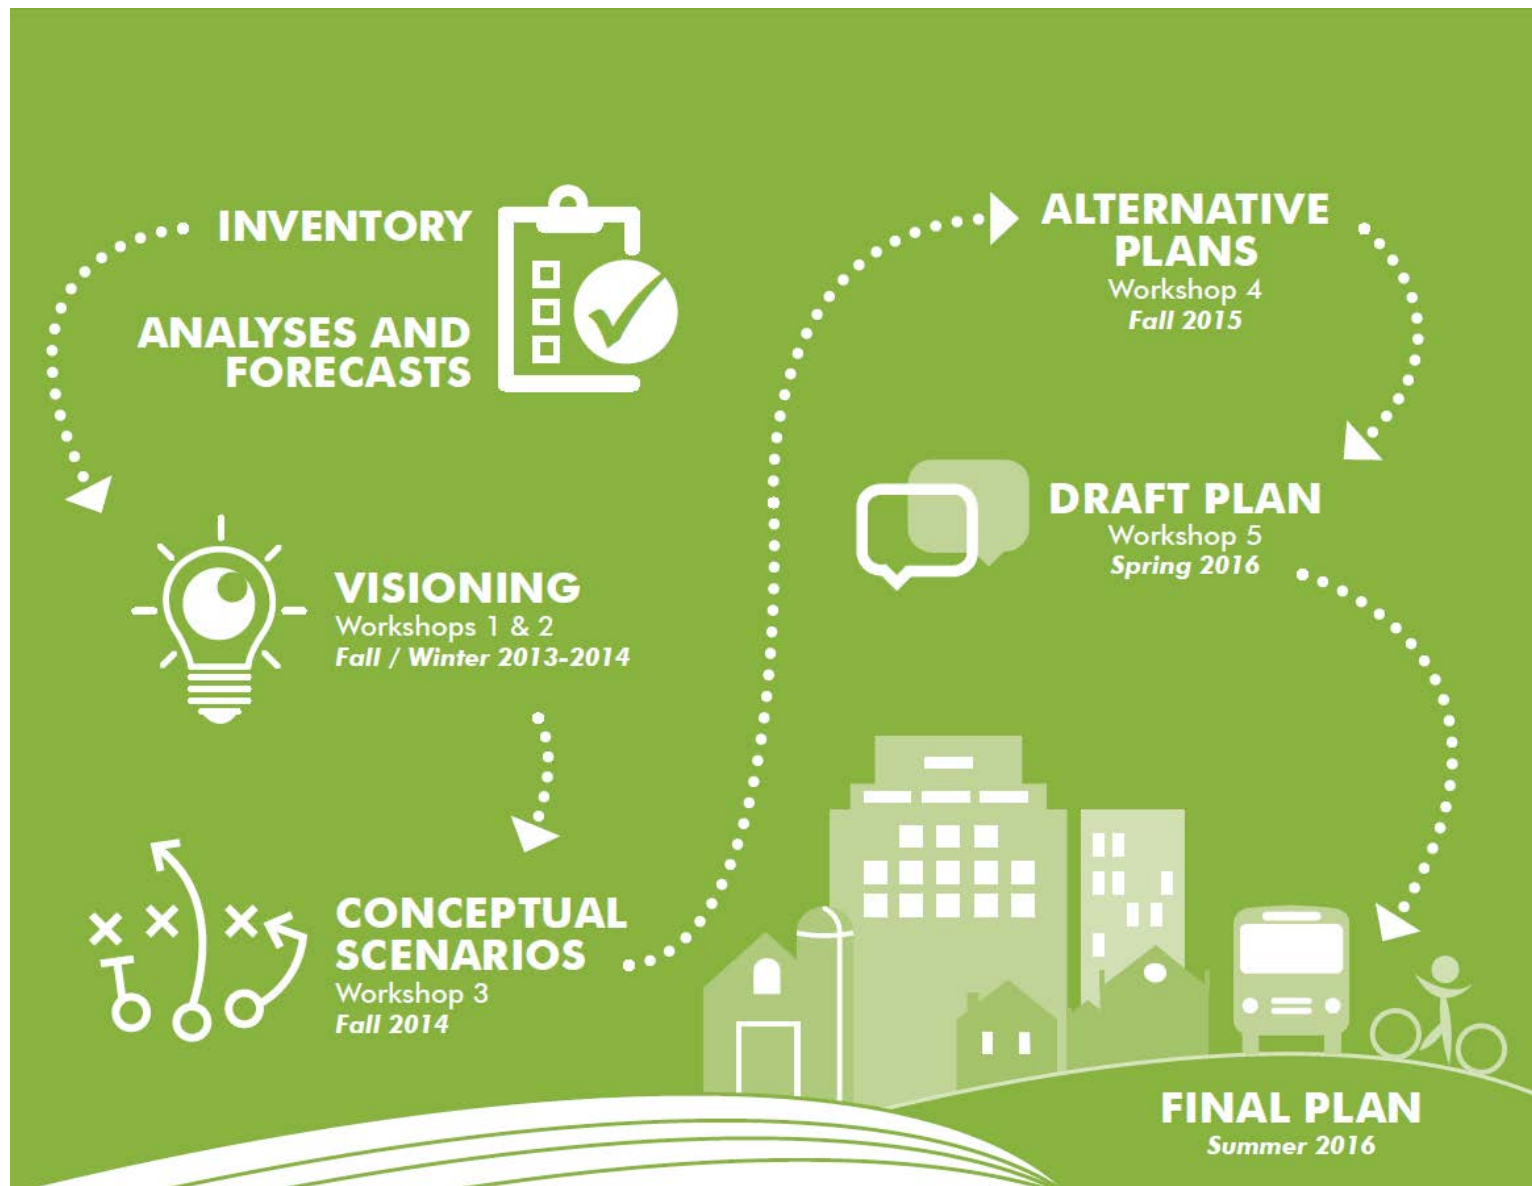 INVENTORY
ANALYSES AND
FORECASTS
VISIONING
Workshops 1 & 2
Fall / Winter 2013-2014
CONCEPTUAL
SCENARIOS
Workshop 3
Fall 2014
ALTERNATIVE
PLANS
Workshop 4
Fall 2015
DRAFT PLAN
Workshop 5
Spring 2016
FINAL PLAN
Summer 2016